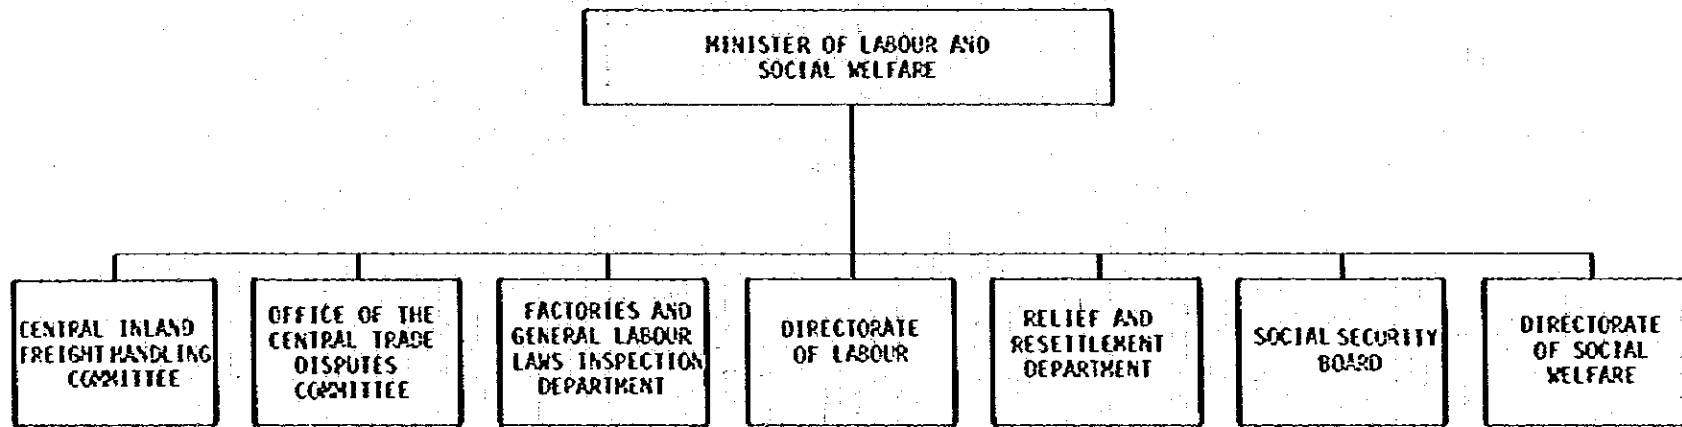 MINISTER OF LABOUR AND
SOCIAL WELFARE
CENTRAL INLAND
FREIGHT HANDLING
COMMITTEE
OFFICE OF THE
CENTRAL TRADE
DISPUTES
COMMITTEE
FACTORIES AND
GENERAL LABOUR
LAWS INSPECTION
DEPARTMENT
DIRECTORATE
OF LABOUR
RELIEF AND
RESETTLEMENT
DEPARTMENT
SOCIAL SECURITY
BOARD
DIRECTORATE
OF SOCIAL
WELFARE